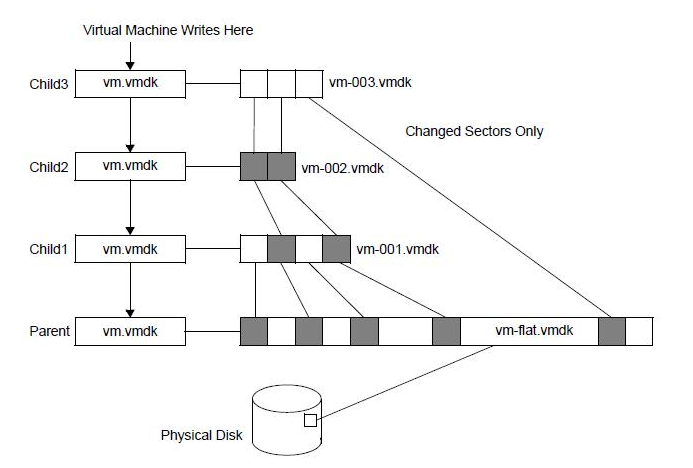 Virtual Machine Writes Here
Child3 vm.vmdk vm-003.vmdk
Changed Sectors Only
Child2 vm.vmdk vm-002.vmdk
Child1 vm.vmdk vm-001.vmdk
Parent vm.vmdk vm-flat.vmdk
Physical Disk